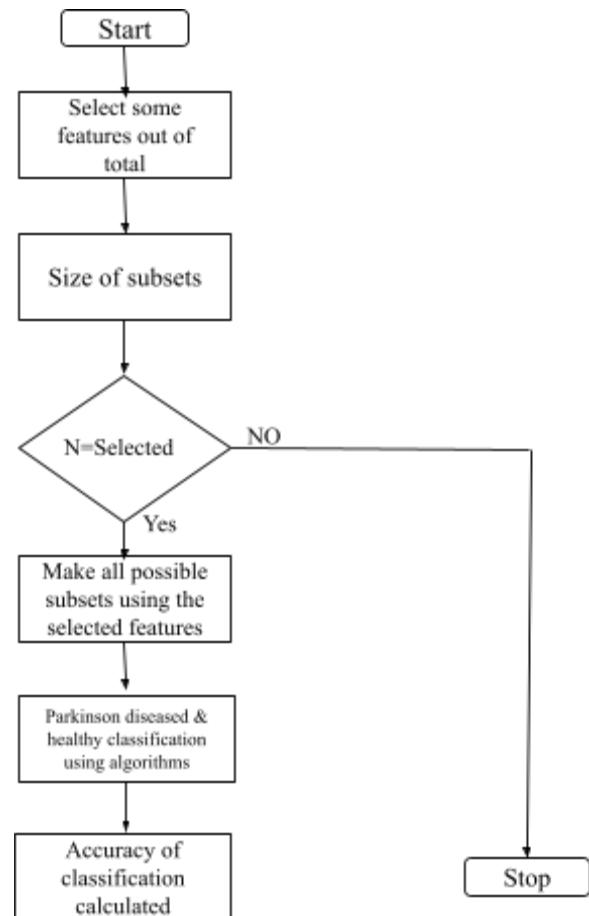 Start
Select some
features out of
total
Size of subsets
N=Selected
NO
Yes
Make all possible
subsets using the
selected features
Parkinson diseased &
healthy classification
using algorithms
Accuracy of
classification
calculated
Stop